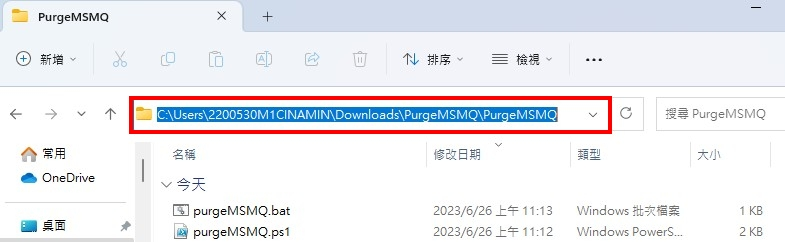 PurgeMSMQ
新增 排序 檢視
C:\Users\2200530M1CINAMIN\Downloads\PurgeMSMQ\PurgeMSMQ 搜尋 PurgeMSMQ
常用 名稱 修改日期 類型 大小
OneDrive 今天
桌面 purgeMSMQ.bat 2023/6/26 上午 11:13 Windows 批次檔案 1 KB
purgeMSMQ.ps1 2023/6/26 上午 11:12 Windows PowerS... 2 KB